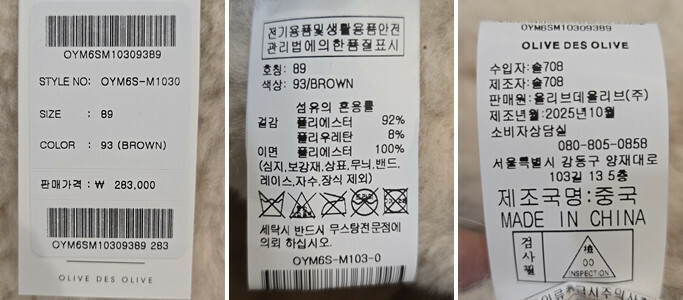 OYM6SM10309389
STYLE NO: OYM6S-M1030
SIZE : 89
COLOR : 93 (BROWN)
판매가격 : ₩ 283,000
OYM6SM10309389 283
OLIVE DES OLIVE
전기용품및생활용품안전
관리법에의한품질표시
호칭: 89
색상: 93/BROWN
섬유의 혼용률
겉감 폴리에스터 92%
폴리우레탄 8%
이면 폴리에스터 100%
(심지,보강재,상표,무늬,밴드,
레이스,자수,장식 제외)
세탁시 반드시 무스탕전문점에
의뢰 하십시오.
OYM6S-M103-0
OYM6SM10309389
OLIVE DES OLIVE
수입자:솔708
제조자:솔708
판매원: 올리브데올리브(주)
제조년월:2025년10월
소비자상담실
080-805-0858
서울특별시 강동구 양재대로
103길 13 5층
제조국명:중국
MADE IN CHINA
검사필
00
INSPECTION